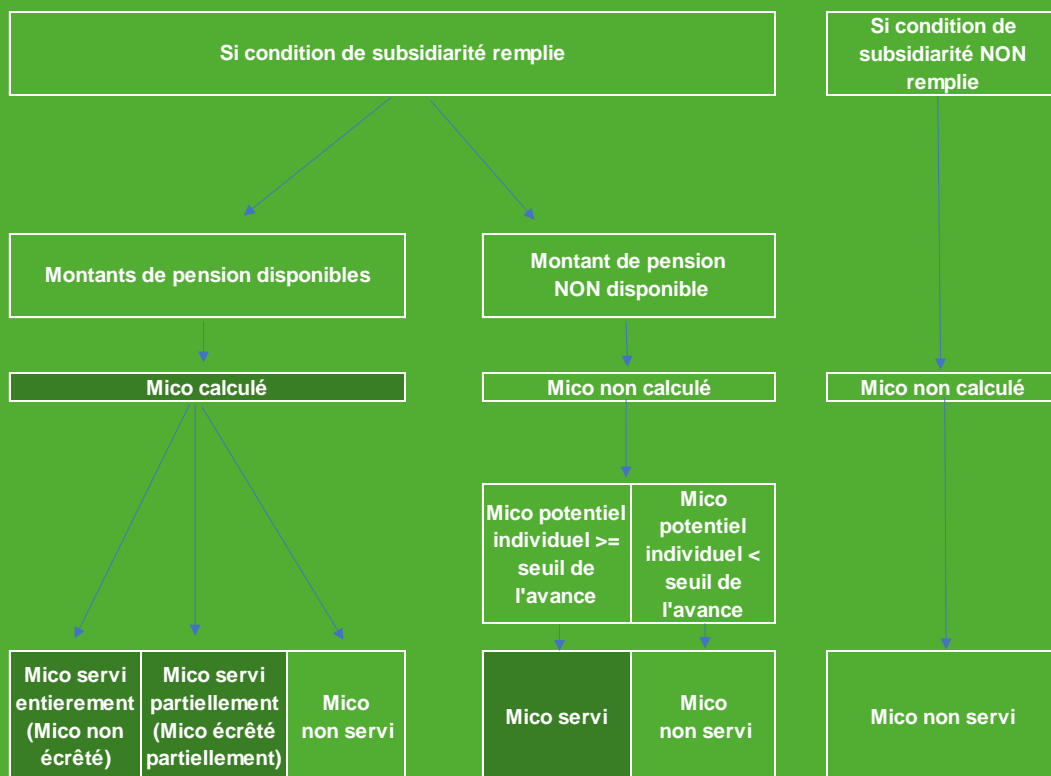 Si condition de subsidiarité remplie
Si condition de
subsidiarité NON
remplie
Montants de pension disponibles
Montant de pension
NON disponible
Mico calculé
Mico non calculé
Mico non calculé
Mico potentiel
individuel >=
seuil de
l'avance
Mico
potentiel
individuel <
seuil de
l'avance
Mico servi
entierement
(Mico non
écrêté)
Mico servi
partiellement
(Mico écrêté
partiellement)
Mico
non servi
Mico servi
Mico
non servi
Mico non servi